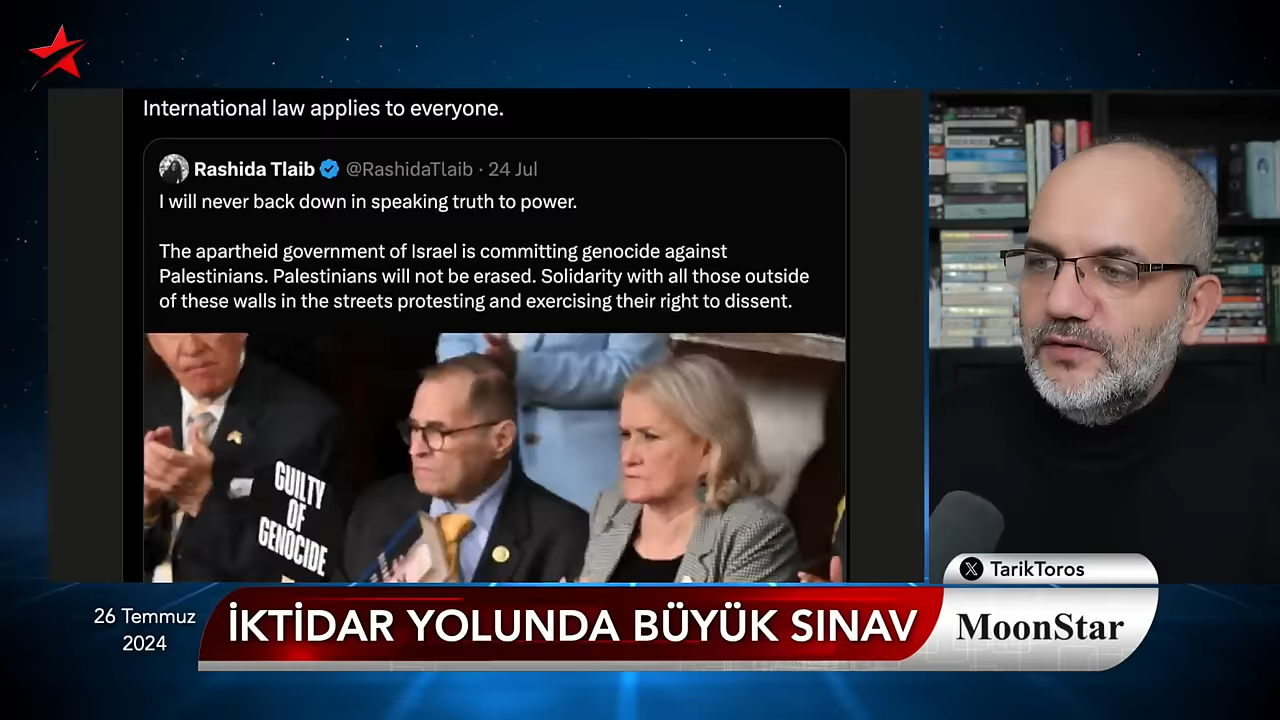 International law applies to everyone.
Rashida Tlaib @RashidaTlaib · 24 Jul
I will never back down in speaking truth to power.
The apartheid government of Israel is committing genocide against
Palestinians. Palestinians will not be erased. Solidarity with all those outside
of these walls in the streets protesting and exercising their right to dissent.
GUILTY
OF
GENOCIDE
TarikToros
26 Temmuz
2024
İKTİDAR YOLUNDA BÜYÜK SINAV
MoonStar